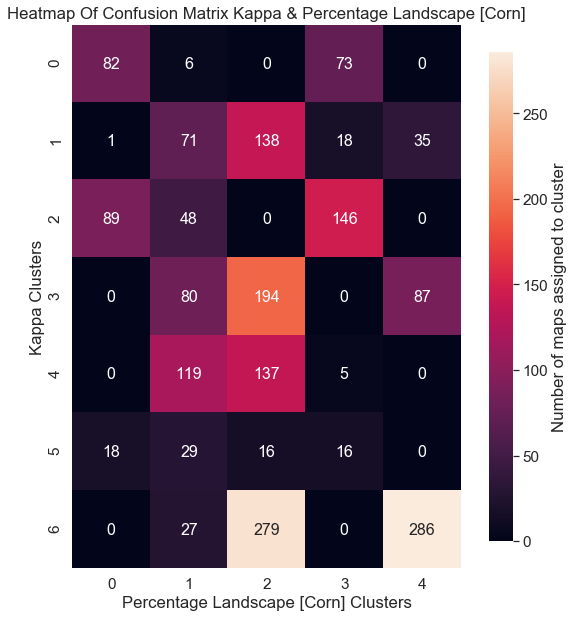 Heatmap Of Confusion Matrix Kappa & Percentage Landscape [Corn]
0 82 6 0 73 0
1 1 71 138 18 35
2 89 48 0 146 0
3 0 80 194 0 87
4 0 119 137 5 0
5 18 29 16 16 0
6 0 27 279 0 286
0 1 2 3 4
Percentage Landscape [Corn] Clusters
Kappa Clusters
250
200
150
100
50
0
Number of maps assigned to cluster